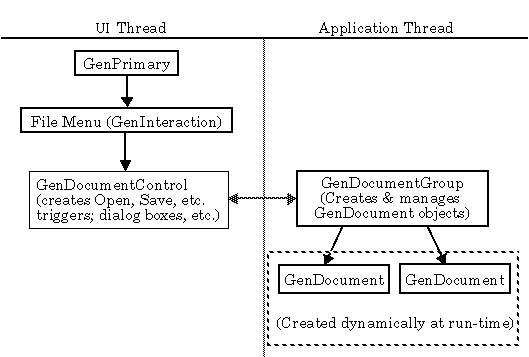 UI Thread
Application Thread
GenPrimary
File Menu (GenInteraction)
GenDocumentControl
(creates Open, Save, etc.
triggers; dialog boxes, etc.)
GenDocumentGroup
(Creates & manages
GenDocument objects)
GenDocument
GenDocument
(Created dynamically at run-time)